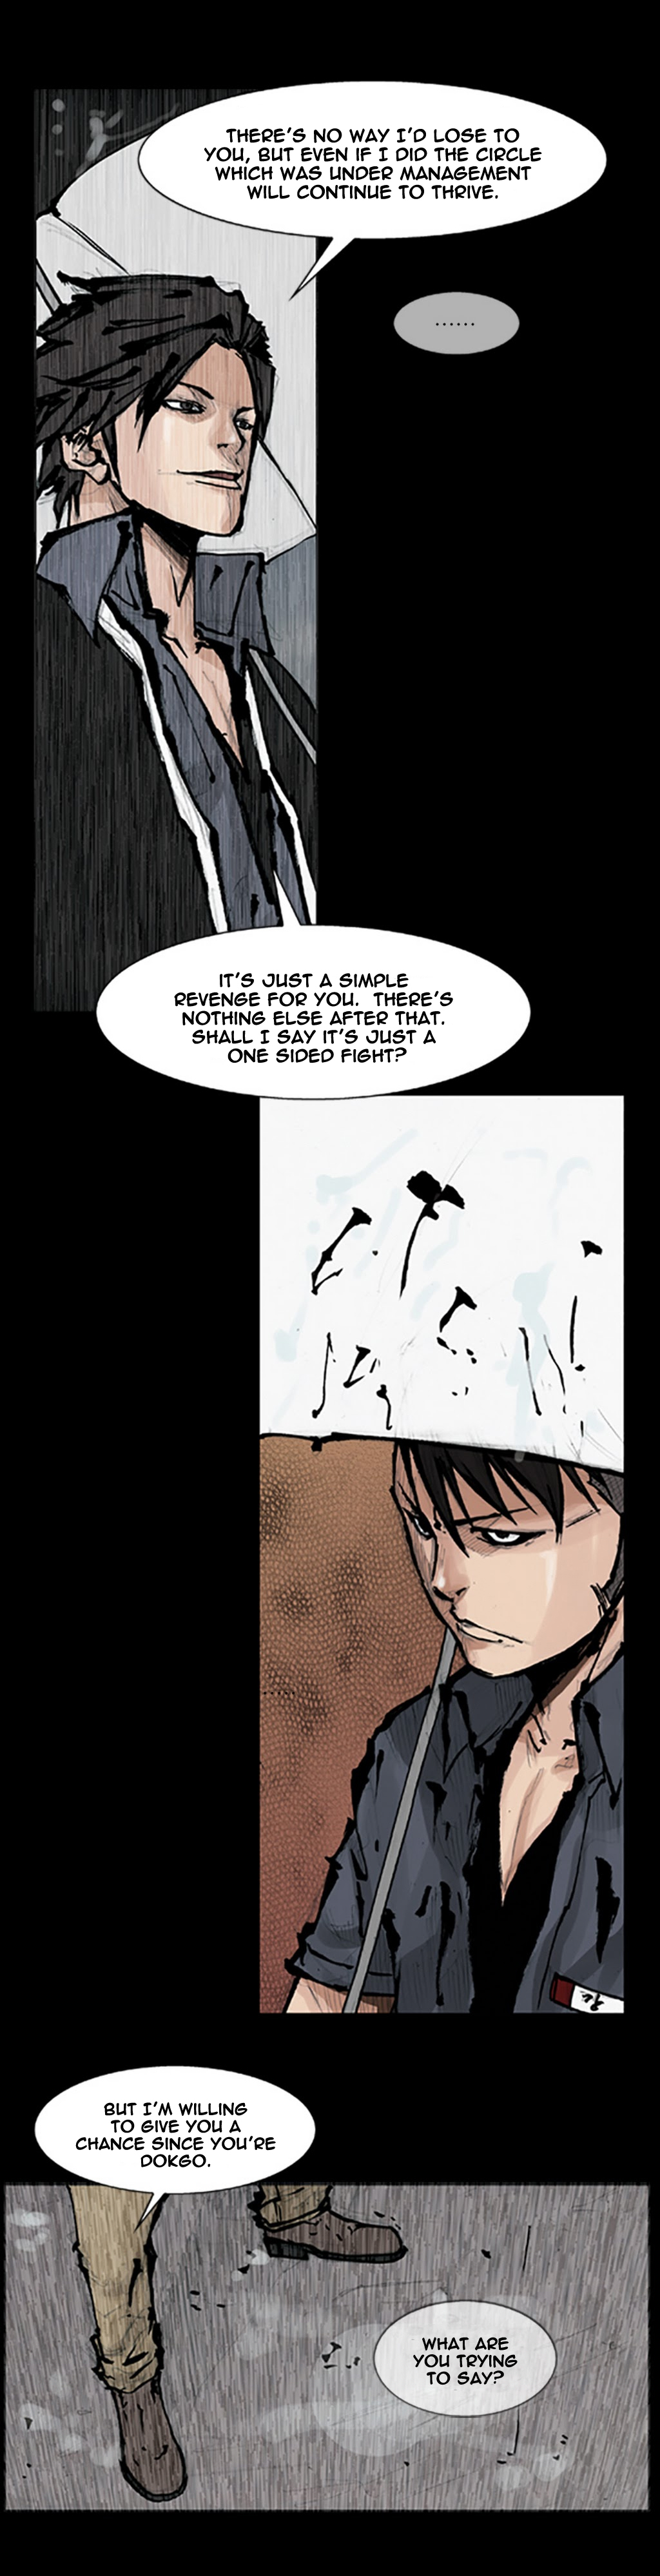 THERE'S NO WAY I'D LOSE TO
YOU, BUT EVEN IF I DID THE CIRCLE
WHICH WAS UNDER MANAGEMENT
WILL CONTINUE TO THRIVE.
......
IT'S JUST A SIMPLE
REVENGE FOR YOU. THERE'S
NOTHING ELSE AFTER THAT.
SHALL I SAY IT'S JUST A
ONE SIDED FIGHT?
......
BUT I'M WILLING
TO GIVE YOU A
CHANCE SINCE YOU'RE
DOKGO.
WHAT ARE
YOU TRYING
TO SAY?